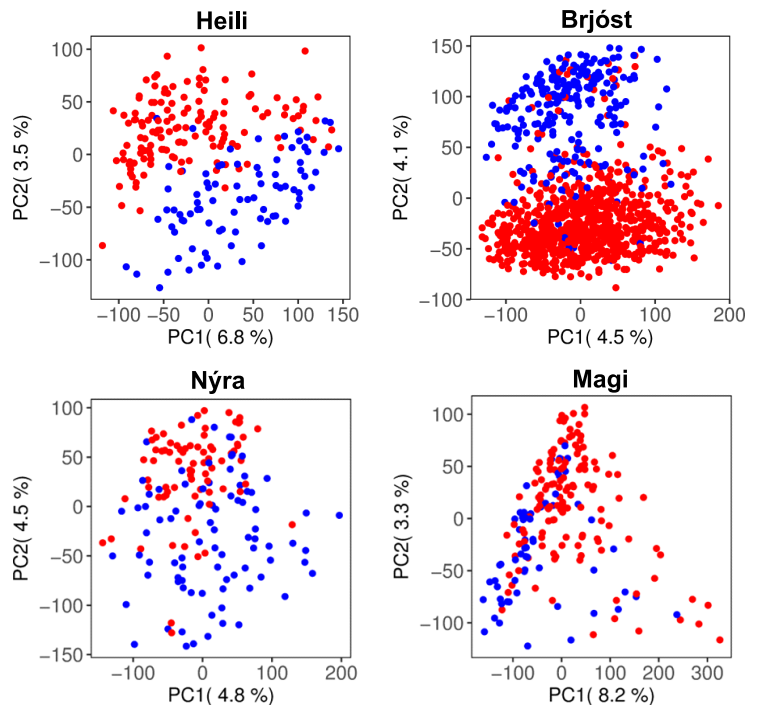 Heili
100
50
0
−50
−100
PC2( 3.5 %)
−100 −50 0 50 100 150
PC1( 6.8 %)
Brjóst
150
100
50
0
−50
−100
PC2( 4.1 %)
−100 0 100 200
PC1( 4.5 %)
Nýra
100
50
0
−50
−100
−150
PC2( 4.5 %)
−100 0 100 200
PC1( 4.8 %)
Magi
100
50
0
−50
−100
PC2( 3.3 %)
−100 0 100 200 300
PC1( 8.2 %)